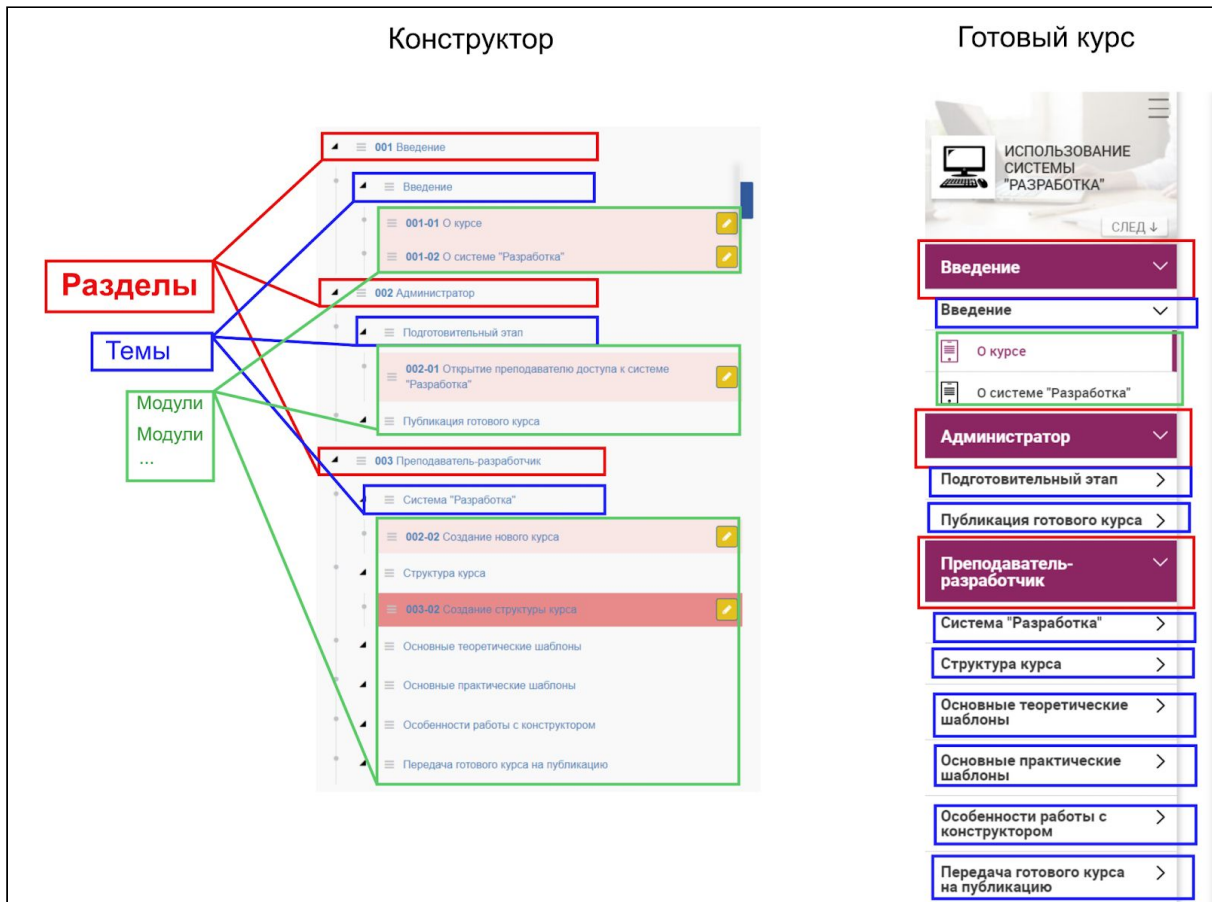 Конструктор
Готовый курс
Разделы
Темы
Модули
Модули
...
001 Введение
Введение
001-01 О курсе
001-02 О системе "Разработка"
002 Администратор
Подготовительный этап
002-01 Открытие преподавателю доступа к системе
"Разработка"
Публикация готового курса
003 Преподаватель-разработчик
Система "Разработка"
002-02 Создание нового курса
Структура курса
003-02 Создание структуры курса
Основные теоретические шаблоны
Основные практические шаблоны
Особенности работы с конструктором
Передача готового курса на публикацию
ИСПОЛЬЗОВАНИЕ
СИСТЕМЫ
"РАЗРАБОТКА"
СЛЕД ↓
Введение
Введение
О курсе
О системе "Разработка"
Администратор
Подготовительный этап
Публикация готового курса
Преподаватель-
разработчик
Система "Разработка"
Структура курса
Основные теоретические
шаблоны
Основные практические
шаблоны
Особенности работы с
конструктором
Передача готового курса
на публикацию